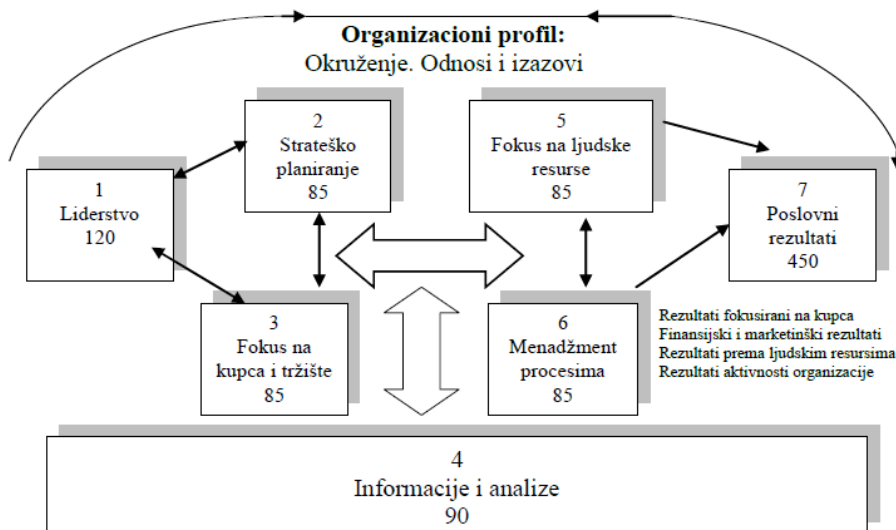 Organizacioni profil:
Okruženje. Odnosi i izazovi
1
Liderstvo
120
2
Strateško
planiranje
85
3
Fokus na
kupca i tržište
85
5
Fokus na ljudske
resurse
85
6
Menadžment
procesima
85
7
Poslovni
rezultati
450
Rezultati fokusirani na kupca
Finansijski i marketinški rezultati
Rezultati prema ljudskim resursima
Rezultati aktivnosti organizacije
4
Informacije i analize
90